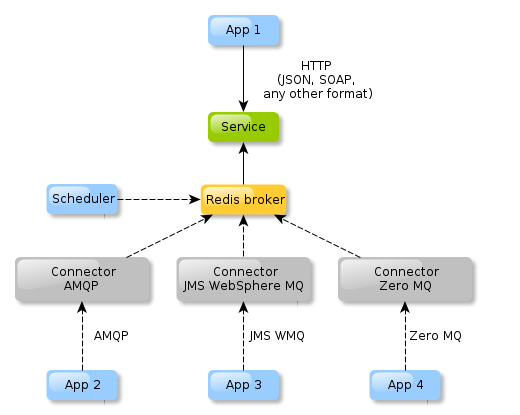 App 1
HTTP
(JSON, SOAP,
any other format)
Service
Scheduler
Redis broker
Connector
AMQP
Connector
JMS WebSphere MQ
Connector
Zero MQ
AMQP
JMS WMQ
Zero MQ
App 2
App 3
App 4